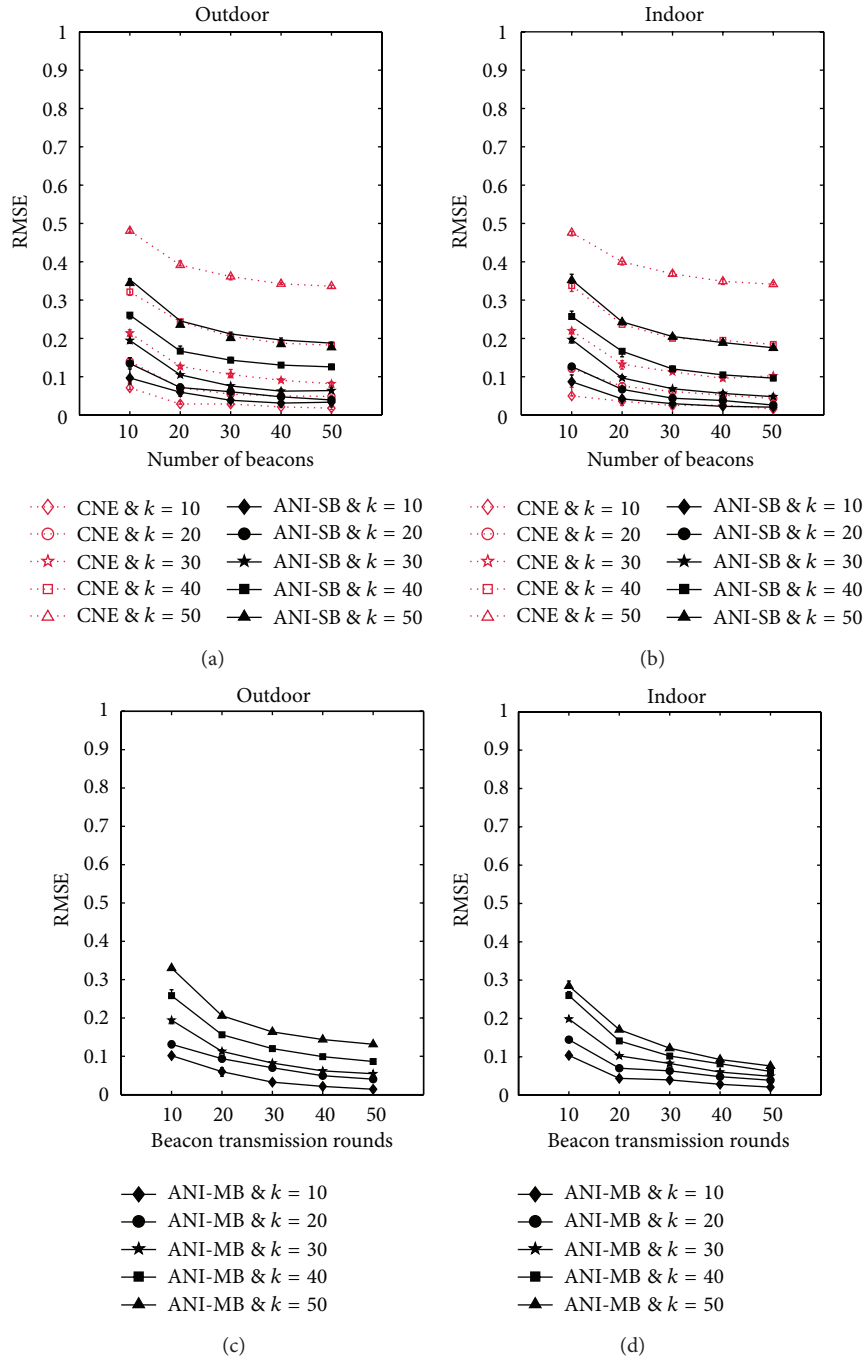 Outdoor
1
0.9
0.8
0.7
0.6
0.5
0.4
0.3
0.2
0.1
0
RMSE
10 20 30 40 50
Number of beacons
CNE & k = 10
CNE & k = 20
CNE & k = 30
CNE & k = 40
CNE & k = 50
ANI-SB & k = 10
ANI-SB & k = 20
ANI-SB & k = 30
ANI-SB & k = 40
ANI-SB & k = 50
(a)
Indoor
1
0.9
0.8
0.7
0.6
0.5
0.4
0.3
0.2
0.1
0
RMSE
10 20 30 40 50
Number of beacons
CNE & k = 10
CNE & k = 20
CNE & k = 30
CNE & k = 40
CNE & k = 50
ANI-SB & k = 10
ANI-SB & k = 20
ANI-SB & k = 30
ANI-SB & k = 40
ANI-SB & k = 50
(b)
Outdoor
1
0.9
0.8
0.7
0.6
0.5
0.4
0.3
0.2
0.1
0
RMSE
10 20 30 40 50
Beacon transmission rounds
ANI-MB & k = 10
ANI-MB & k = 20
ANI-MB & k = 30
ANI-MB & k = 40
ANI-MB & k = 50
(c)
Indoor
1
0.9
0.8
0.7
0.6
0.5
0.4
0.3
0.2
0.1
0
RMSE
10 20 30 40 50
Beacon transmission rounds
ANI-MB & k = 10
ANI-MB & k = 20
ANI-MB & k = 30
ANI-MB & k = 40
ANI-MB & k = 50
(d)